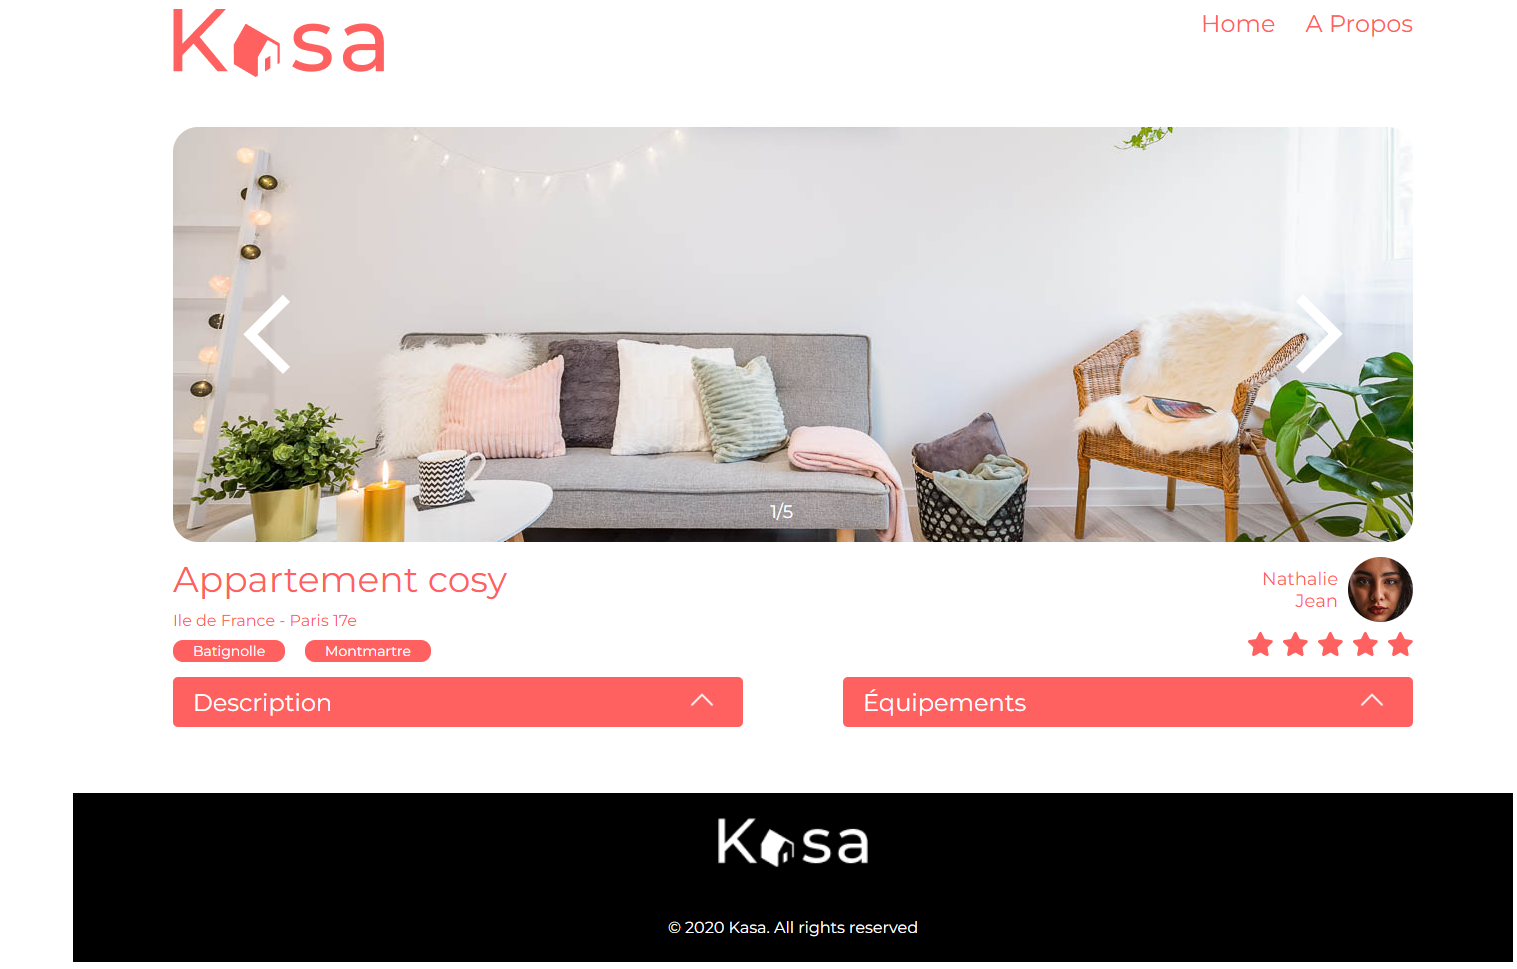 Kasa
Home
A Propos
1/5
Appartement cosy
Ile de France - Paris 17e
Batignolle
Montmartre
Nathalie
Jean
Description
Équipements
Kasa
© 2020 Kasa. All rights reserved